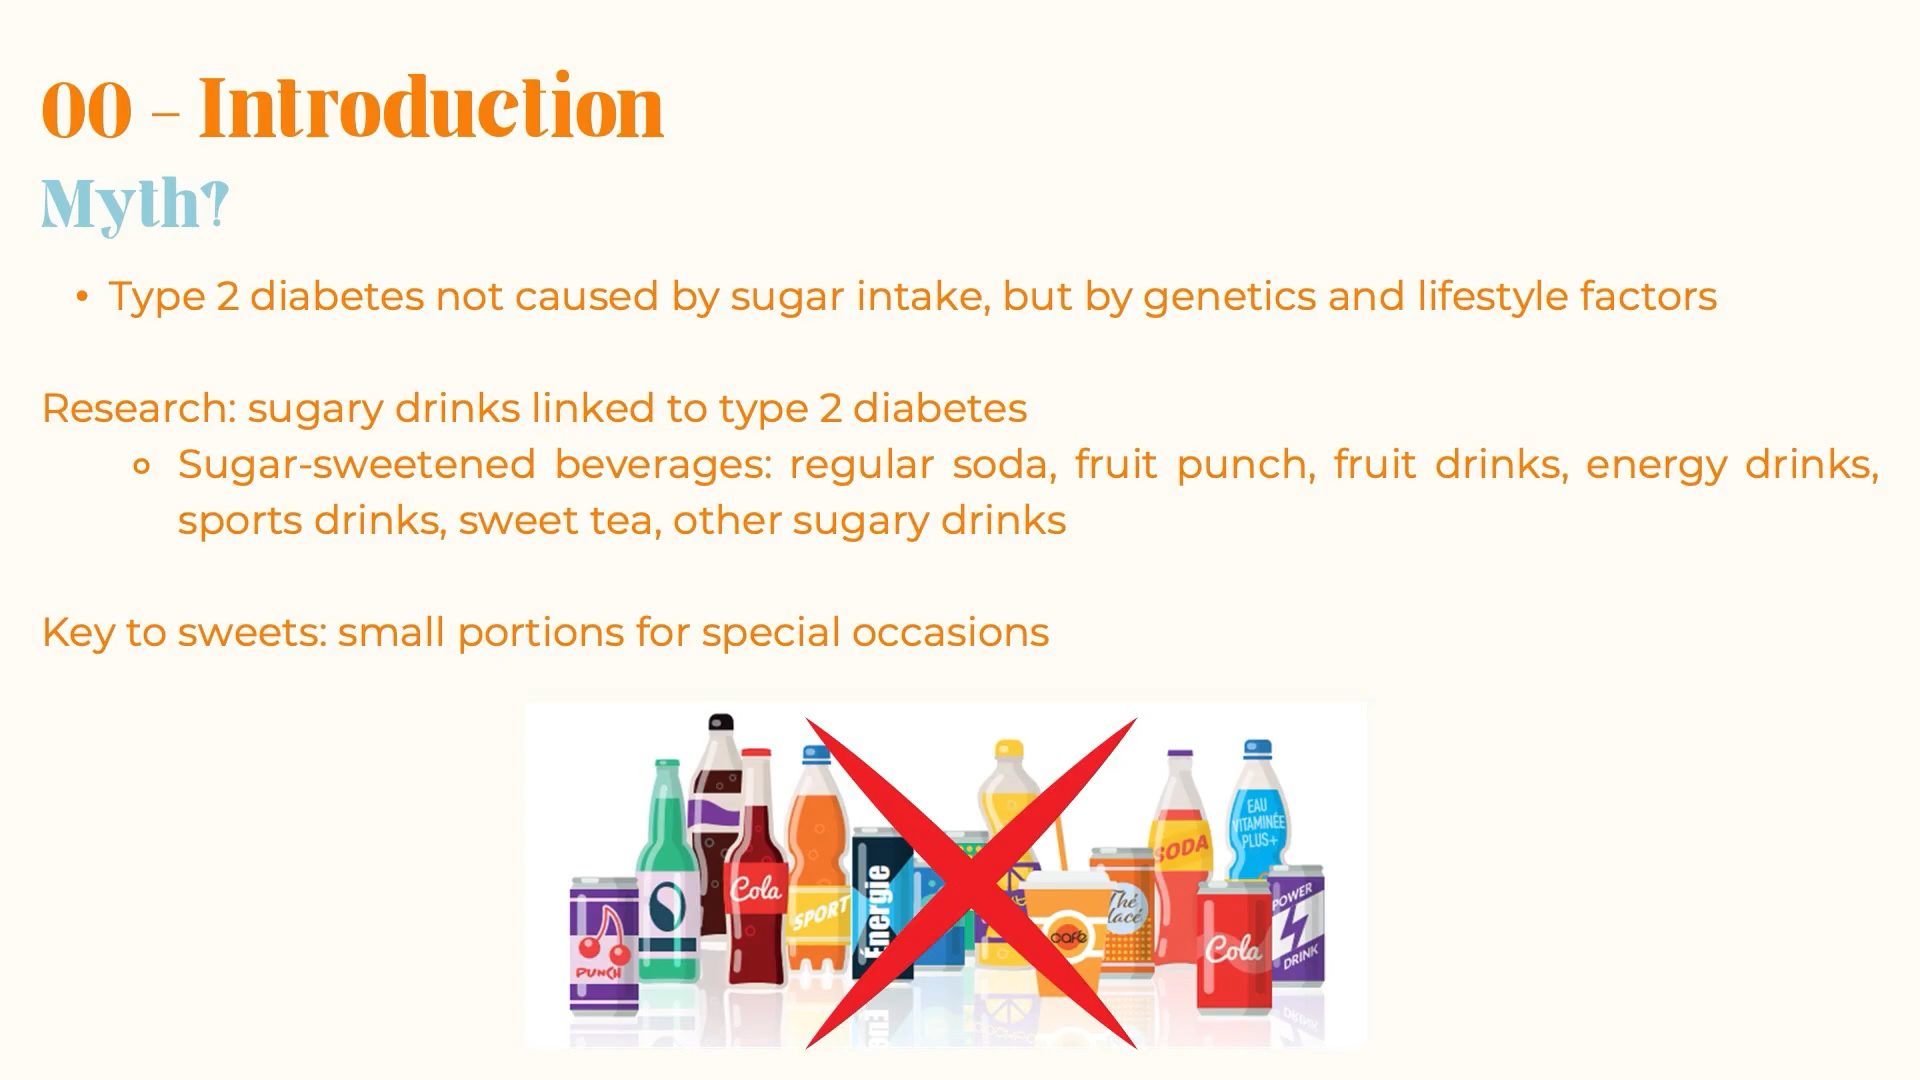 00 – Introduction
Myth?
• Type 2 diabetes not caused by sugar intake, but by genetics and lifestyle factors
Research: sugary drinks linked to type 2 diabetes
Sugar-sweetened beverages: regular soda, fruit punch, fruit drinks, energy drinks,
sports drinks, sweet tea, other sugary drinks
Key to sweets: small portions for special occasions
PUNCH
Cola
SPORT
Énergie
café
Thé
SODA
EAU
VITAMINÉE
PLUS+
Cola
POWER
DRINK